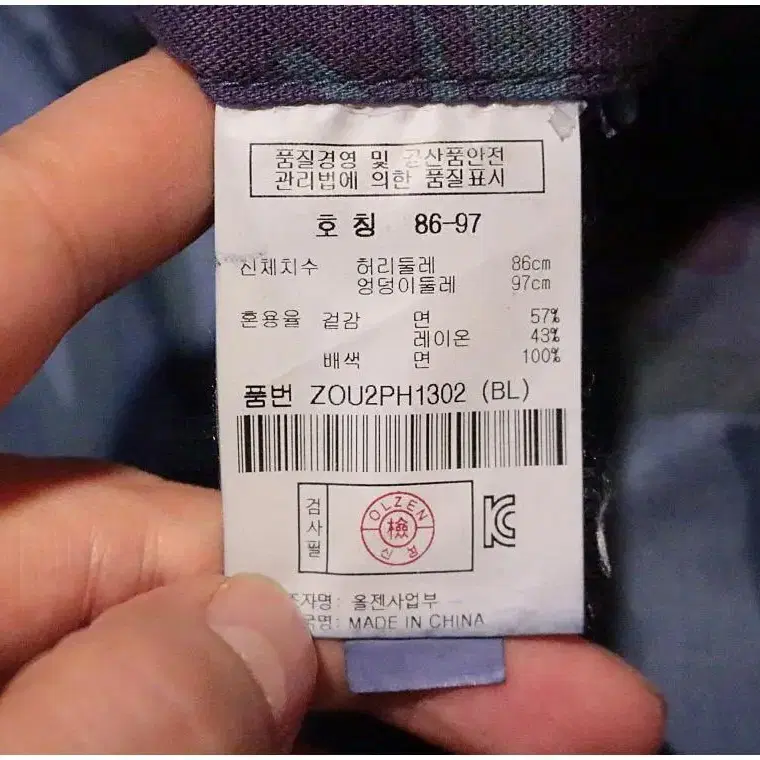 품질경영 및 공산품안전
관리법에 의한 품질표시
호 칭 86-97
신체치수 허리둘레 86cm
엉덩이둘레 97cm
혼용율 겉감 면 57%
레이온 43%
배색 면 100%
품번 ZOU2PH1302 (BL)
검사필
OLZEN
檢
MADE IN CHINA
올젠사업부